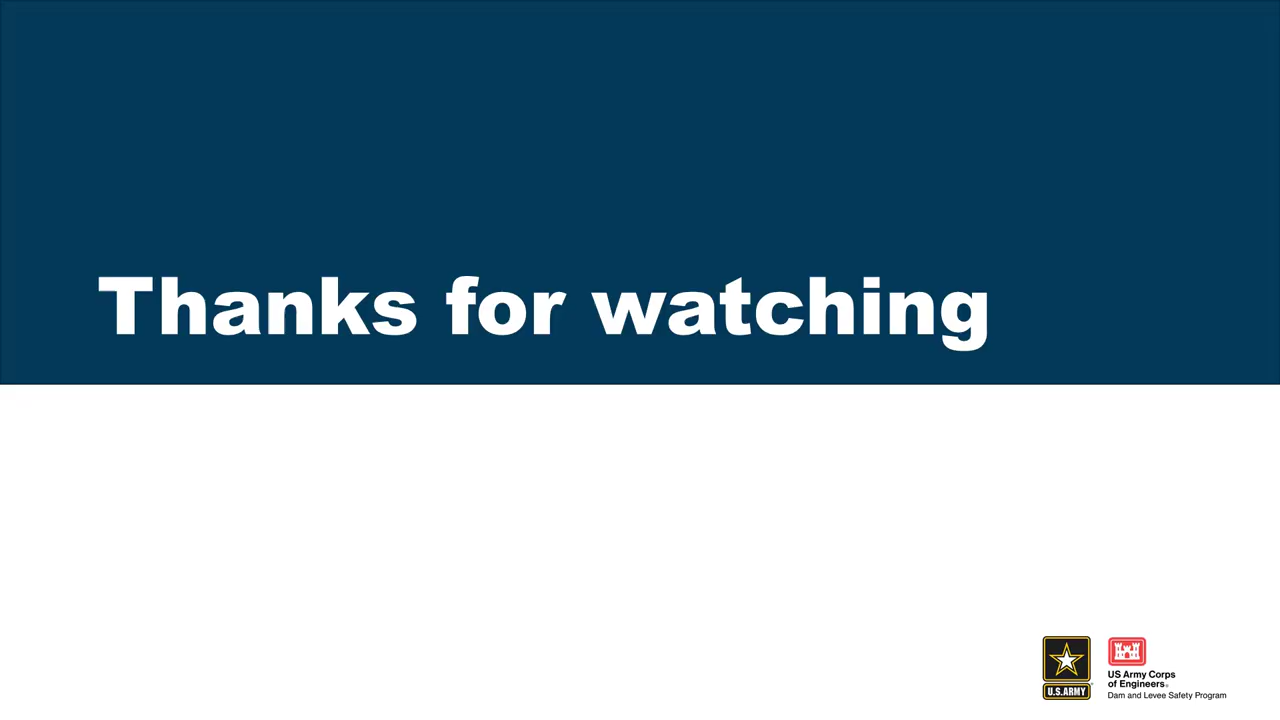 Thanks for watching
U.S.ARMY
US Army Corps
of Engineers®
Dam and Levee Safety Program